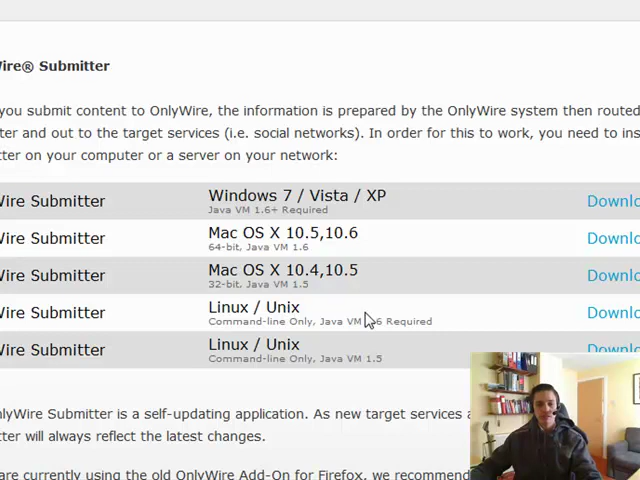 ire® Submitter
you submit content to OnlyWire, the information is prepared by the OnlyWire system then routed
ter and out to the target services (i.e. social networks). In order for this to work, you need to ins
tter on your computer or a server on your network:
ire Submitter Windows 7 / Vista / XP Downlo
Java VM 1.6+ Required
ire Submitter Mac OS X 10.5,10.6 Downlo
64-bit, Java VM 1.6
ire Submitter Mac OS X 10.4,10.5 Downlo
32-bit, Java VM 1.5
ire Submitter Linux / Unix Downlo
Command-line Only, Java VM .6 Required
ire Submitter Linux / Unix Downlo
Command-line Only, Java VM 1.5
nlyWire Submitter is a self-updating application. As new target services a
tter will always reflect the latest changes.
are currently using the old OnlyWire Add-On for Firefox, we recommend